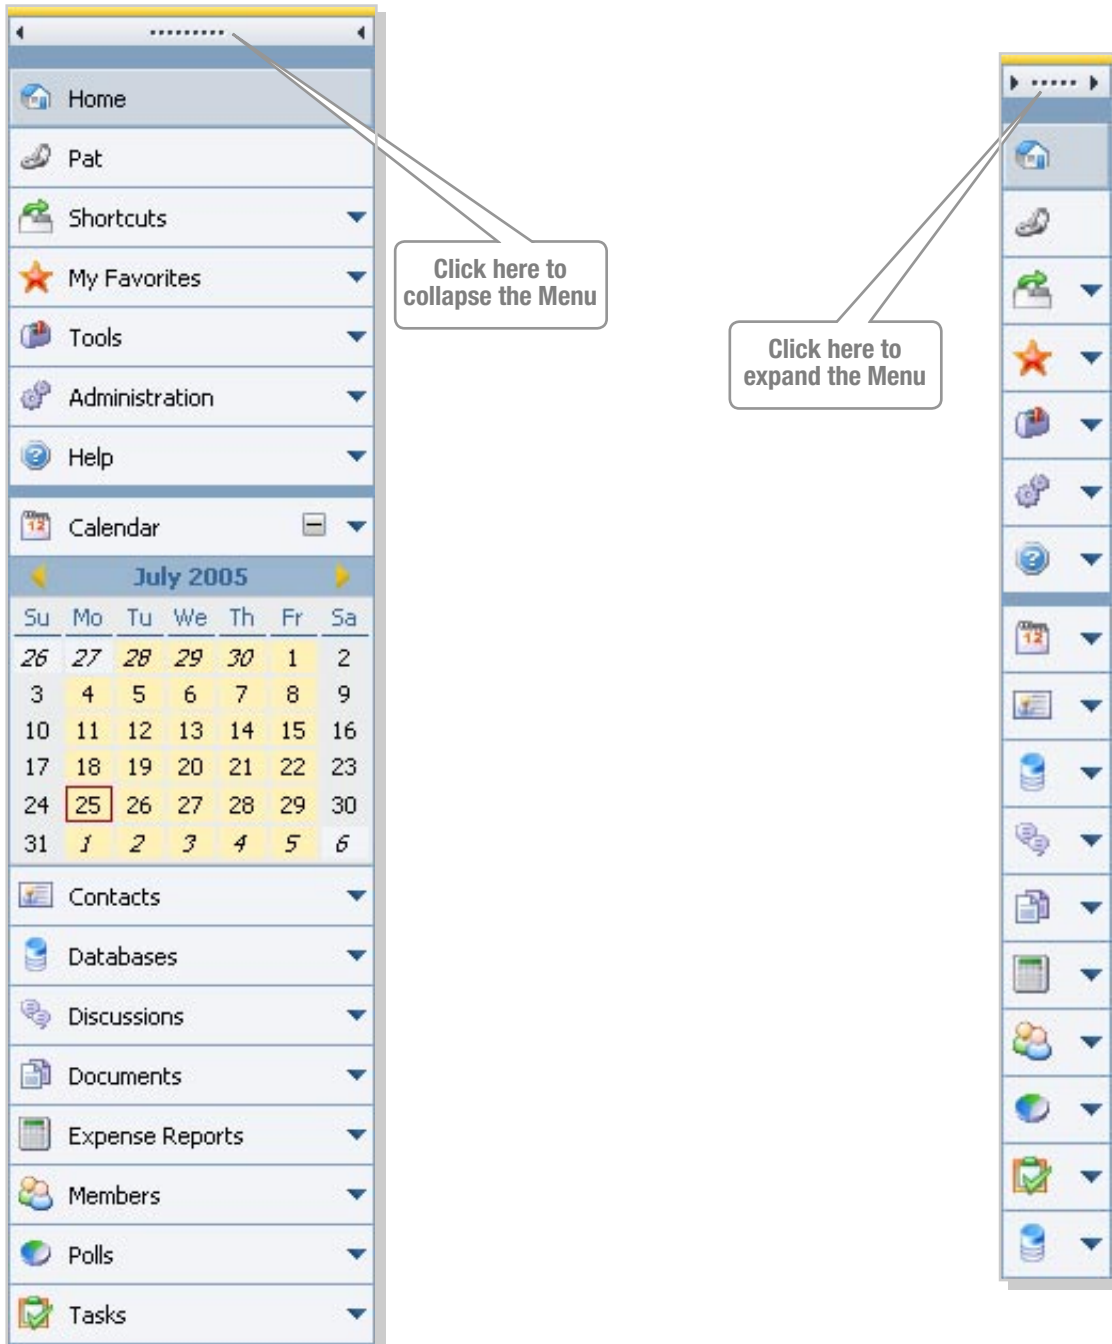 Home
Pat
Shortcuts
My Favorites
Tools
Administration
Help
12 Calendar
July 2005
Su Mo Tu We Th Fr Sa
26 27 28 29 30 1 2
3 4 5 6 7 8 9
10 11 12 13 14 15 16
17 18 19 20 21 22 23
24 25 26 27 28 29 30
31 1 2 3 4 5 6
Contacts
Databases
Discussions
Documents
Expense Reports
Members
Polls
Tasks
Click here to
collapse the Menu
Click here to
expand the Menu
12